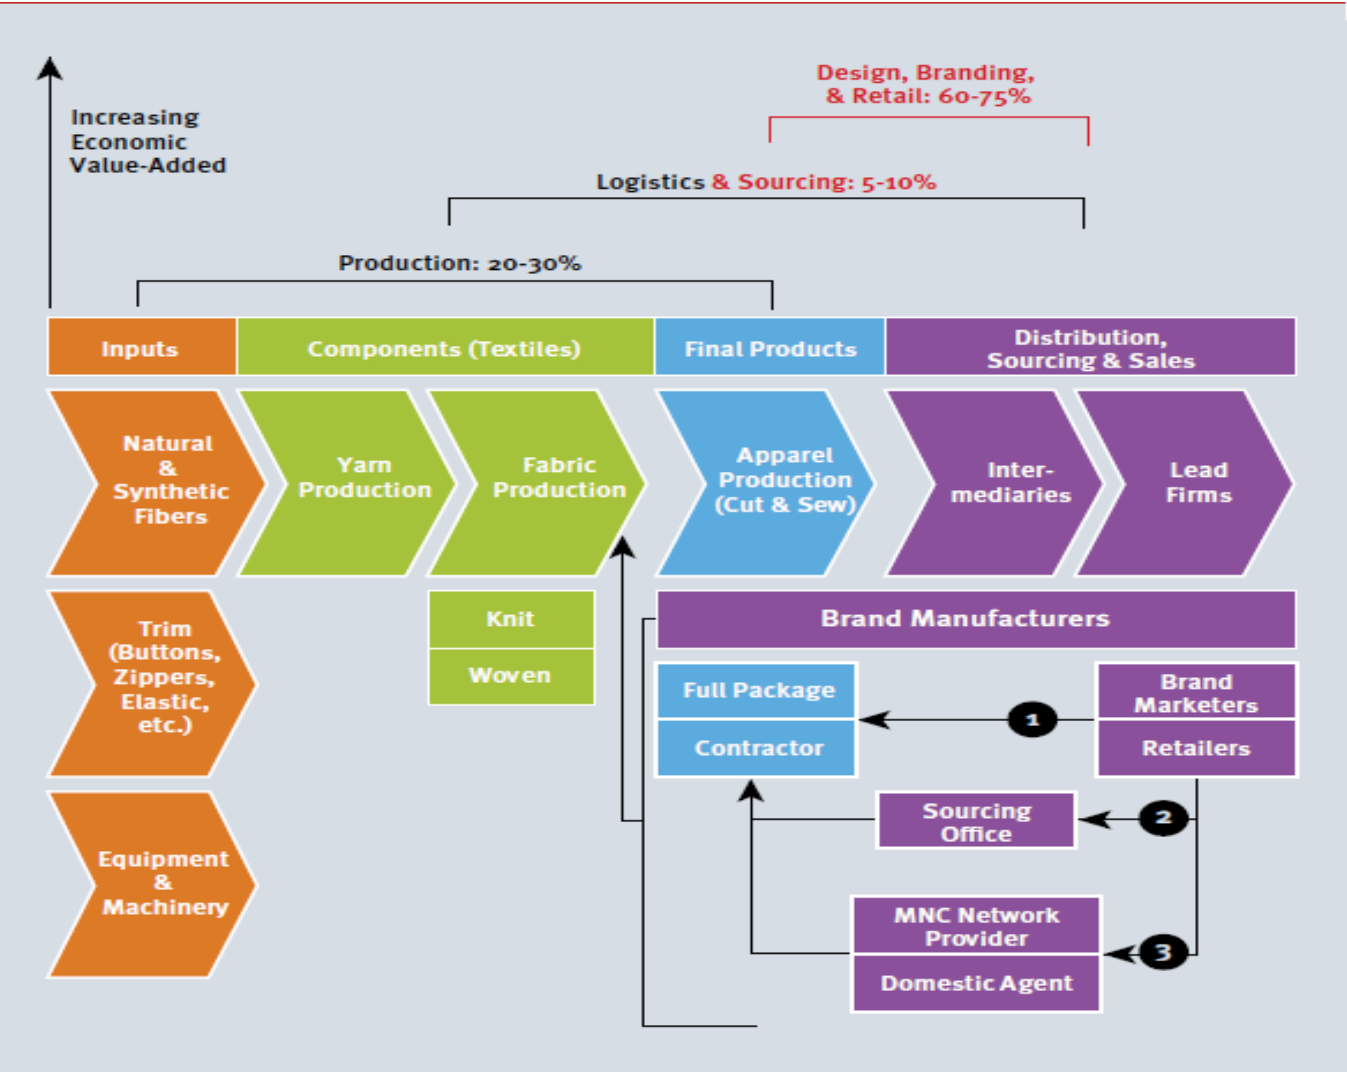 Design, Branding,
& Retail: 60-75%
Increasing
Economic
Value-Added
Logistics & Sourcing: 5-10%
Production: 20-30%
Inputs
Components (Textiles)
Final Products
Distribution,
Sourcing & Sales
Natural
&
Synthetic
Fibers
Yarn
Production
Fabric
Production
Apparel
Production
(Cut & Sew)
Inter-
mediaries
Lead
Firms
Trim
(Buttons,
Zippers,
Elastic,
etc.)
Knit
Woven
Brand Manufacturers
Full Package
Contractor
1
Brand
Marketers
Retailers
Sourcing
Office
2
Equipment
&
Machinery
MNC Network
Provider
Domestic Agent
3